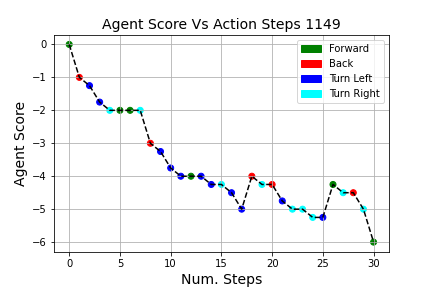 Agent Score Vs Action Steps 1149
Forward
Back
Turn Left
Turn Right
Agent Score
0
−1
−2
−3
−4
−5
−6
0 5 10 15 20 25 30
Num. Steps